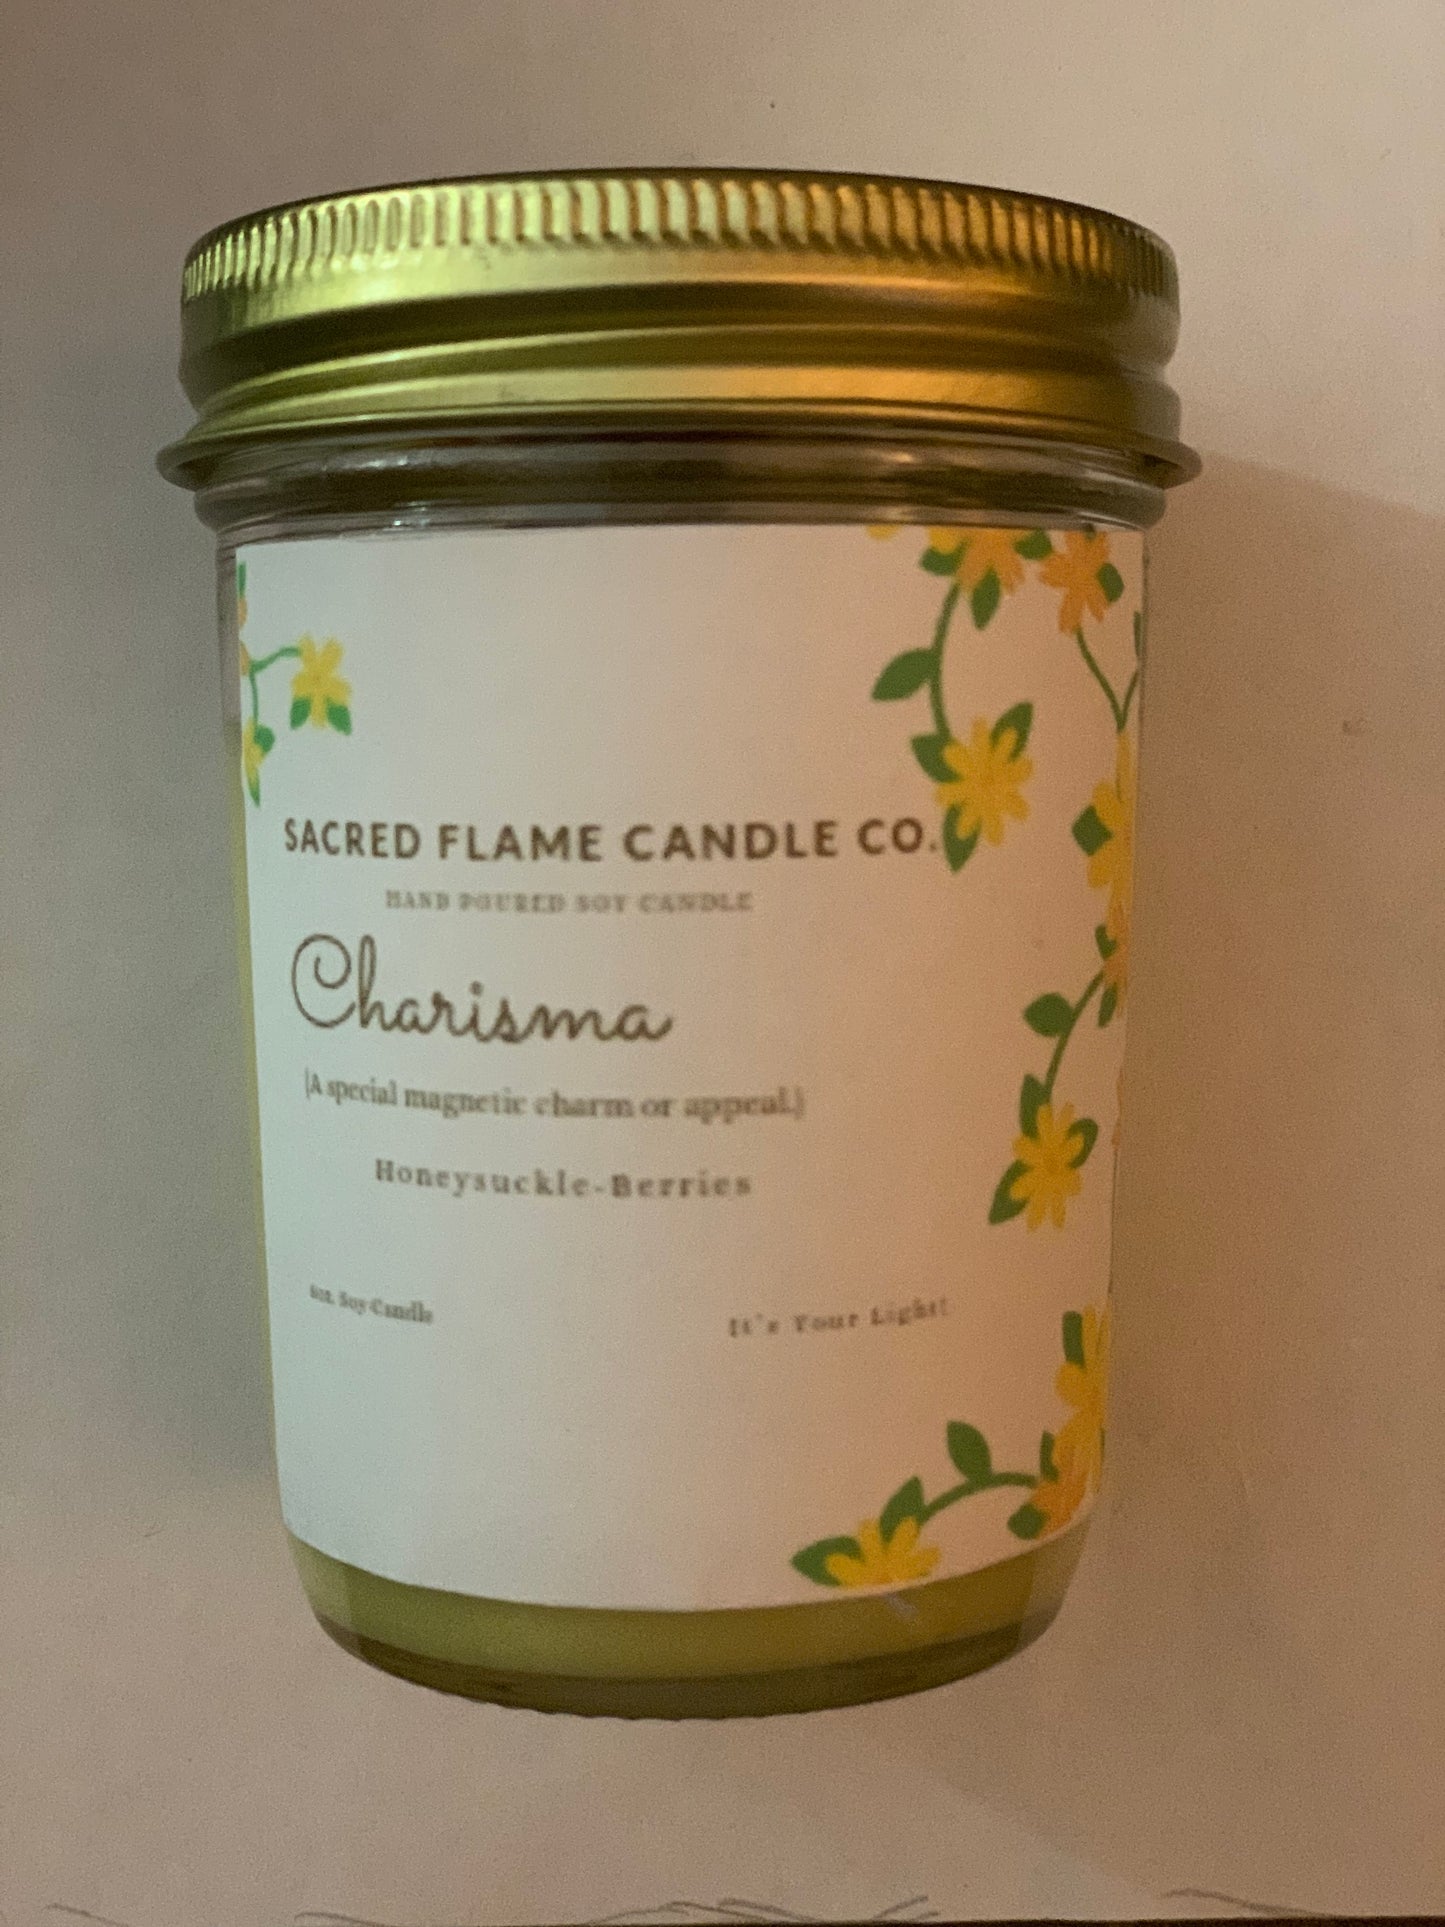 SACRED FLAME CANDLE CO.
HAND POURED SOY CANDLE
Charisma
[A special magnetic charm or appeal.]
Honeysuckle-Berries
Soy Candle
It's Your Light!